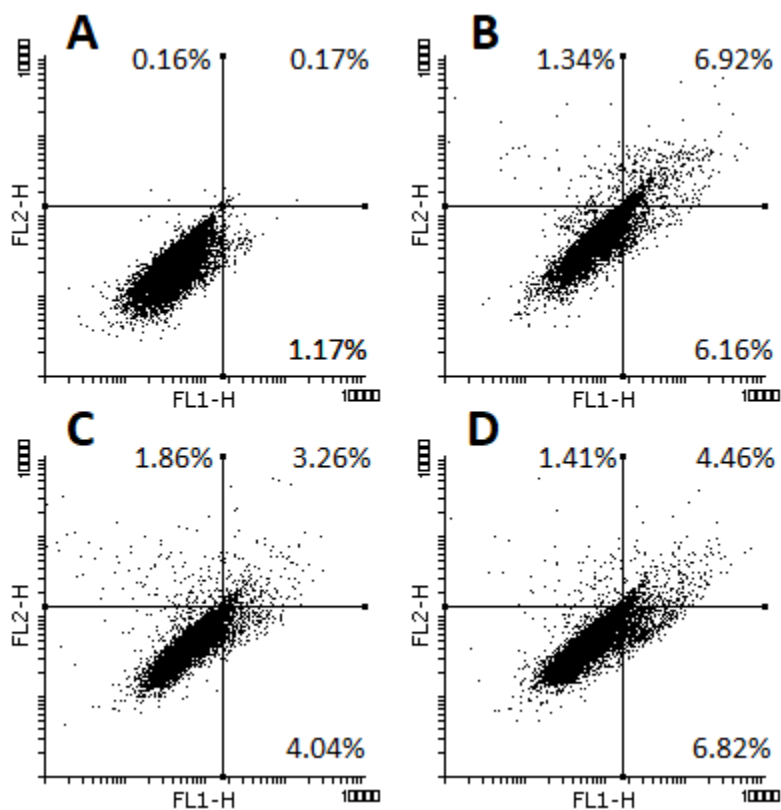 A
0.16% 0.17%
FL2-H
1.17%
FL1-H
B
1.34% 6.92%
FL2-H
6.16%
FL1-H
C
1.86% 3.26%
FL2-H
4.04%
FL1-H
D
1.41% 4.46%
FL2-H
6.82%
FL1-H